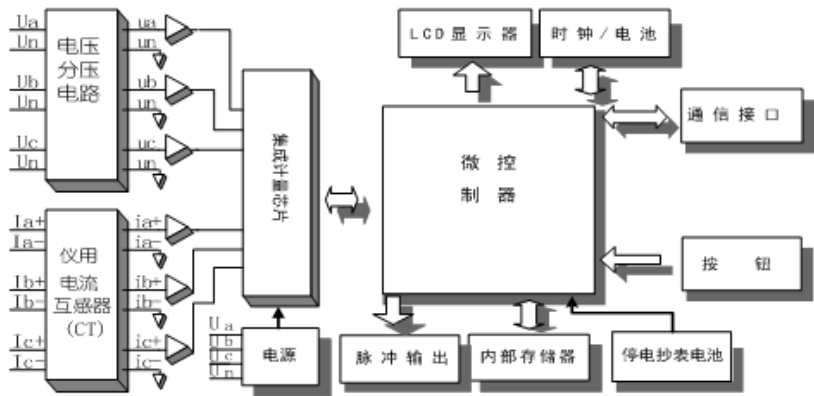 Ua
Un
Ub
Un
Uc
Un
电压
分压
电路
ua
un
ub
un
uc
un
Ia+
Ia-
Ib+
Ib-
Ic+
Ic-
仪用
电流
互感器
(CT)
ia+
ia-
ib+
ib-
ic+
ic-
集成计量芯片
Ua
Ub
Uc
Un
电源
LCD显示器
时钟/电池
微控
制器
通信接口
按钮
脉冲输出
内部存储器
停电抄表电池